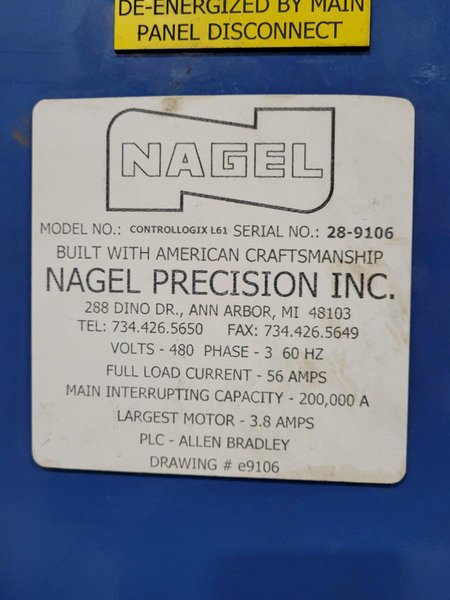 DE-ENERGIZED BY MAIN
PANEL DISCONNECT
NAGEL
MODEL NO.: CONTROLLOGIX L61 SERIAL NO.: 28-9106
BUILT WITH AMERICAN CRAFTSMANSHIP
NAGEL PRECISION INC.
288 DINO DR., ANN ARBOR, MI 48103
TEL: 734.426.5650 FAX: 734.426.5649
VOLTS - 480 PHASE - 3 60 HZ
FULL LOAD CURRENT - 56 AMPS
MAIN INTERRUPTING CAPACITY - 200,000 A
LARGEST MOTOR - 3.8 AMPS
PLC - ALLEN BRADLEY
DRAWING # e9106